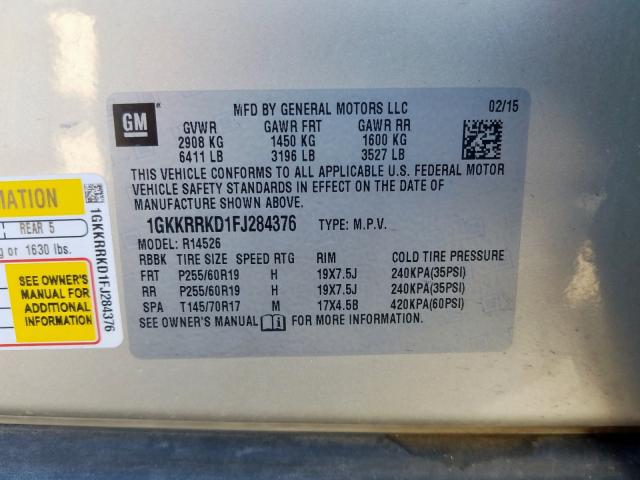 GM
MFD BY GENERAL MOTORS LLC 02/15
GVWR GAWR FRT GAWR RR
2908 KG 1450 KG 1600 KG
6411 LB 3196 LB 3527 LB
THIS VEHICLE CONFORMS TO ALL APPLICABLE U.S. FEDERAL MOTOR
VEHICLE SAFETY STANDARDS IN EFFECT ON THE DATE OF
MANUFACTURE SHOWN ABOVE.
1GKKRRKD1FJ284376 TYPE: M.P.V.
MODEL: R14526
RBBK TIRE SIZE SPEED RTG RIM COLD TIRE PRESSURE
FRT P255/60R19 H 19X7.5J 240KPA(35PSI)
RR P255/60R19 H 19X7.5J 240KPA(35PSI)
SPA T145/70R17 M 17X4.5B 420KPA(60PSI)
SEE OWNER'S MANUAL FOR MORE INFORMATION.
REAR 5
or 1630 lbs.
SEE OWNER'S
MANUAL FOR
ADDITIONAL
INFORMATION
1GKKRRKD1FJ284376